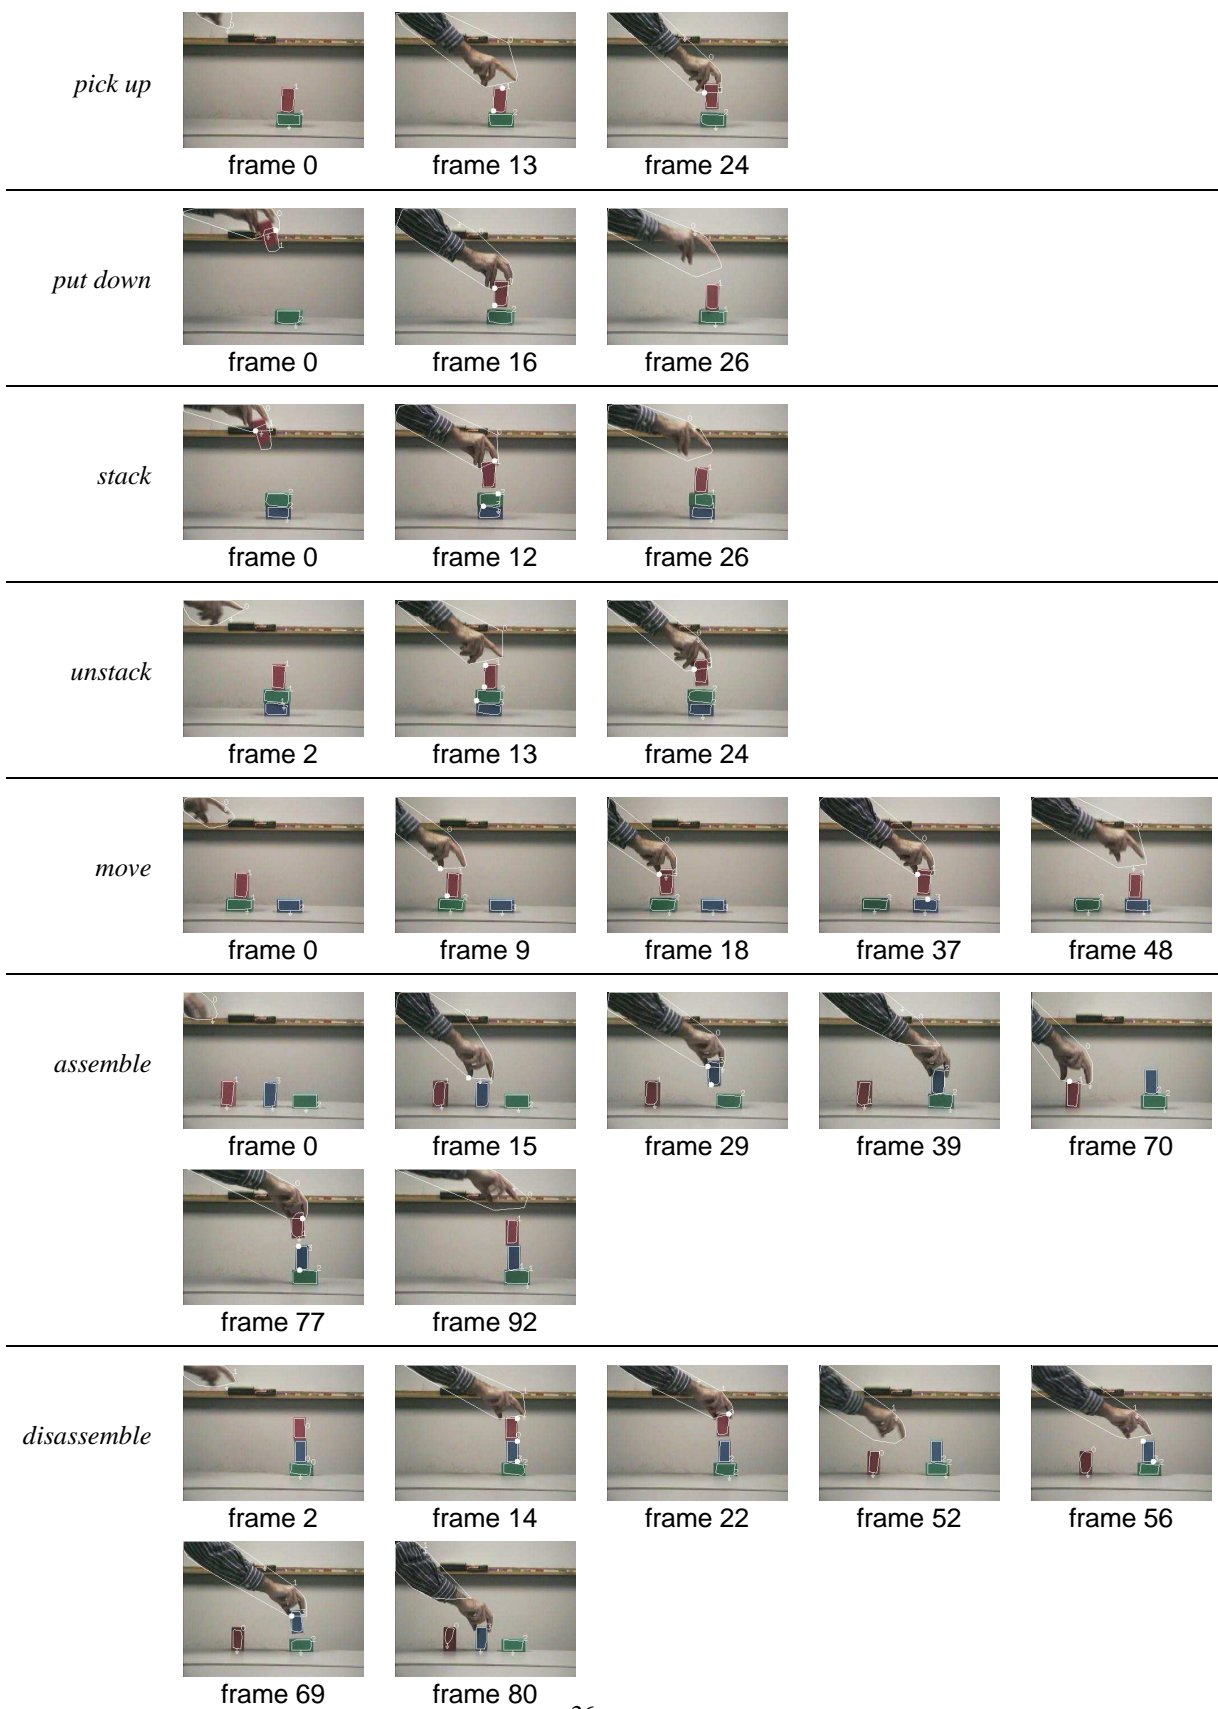 pick up
frame 0 frame 13 frame 24
put down
frame 0 frame 16 frame 26
stack
frame 0 frame 12 frame 26
unstack
frame 2 frame 13 frame 24
move
frame 0 frame 9 frame 18 frame 37 frame 48
assemble
frame 0 frame 15 frame 29 frame 39 frame 70
frame 77 frame 92
disassemble
frame 2 frame 14 frame 22 frame 52 frame 56
frame 69 frame 80